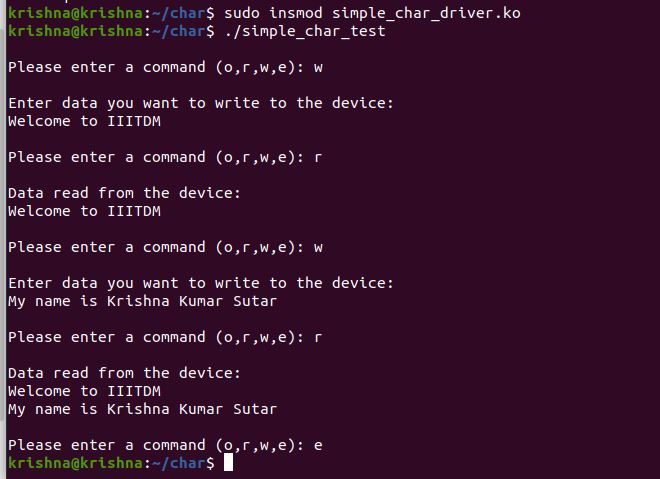 krishna@krishna:~/char$ sudo insmod simple_char_driver.ko
krishna@krishna:~/char$ ./simple_char_test
Please enter a command (o,r,w,e): w
Enter data you want to write to the device:
Welcome to IIITDM
Please enter a command (o,r,w,e): r
Data read from the device:
Welcome to IIITDM
Please enter a command (o,r,w,e): w
Enter data you want to write to the device:
My name is Krishna Kumar Sutar
Please enter a command (o,r,w,e): r
Data read from the device:
Welcome to IIITDM
My name is Krishna Kumar Sutar
Please enter a command (o,r,w,e): e
krishna@krishna:~/char$